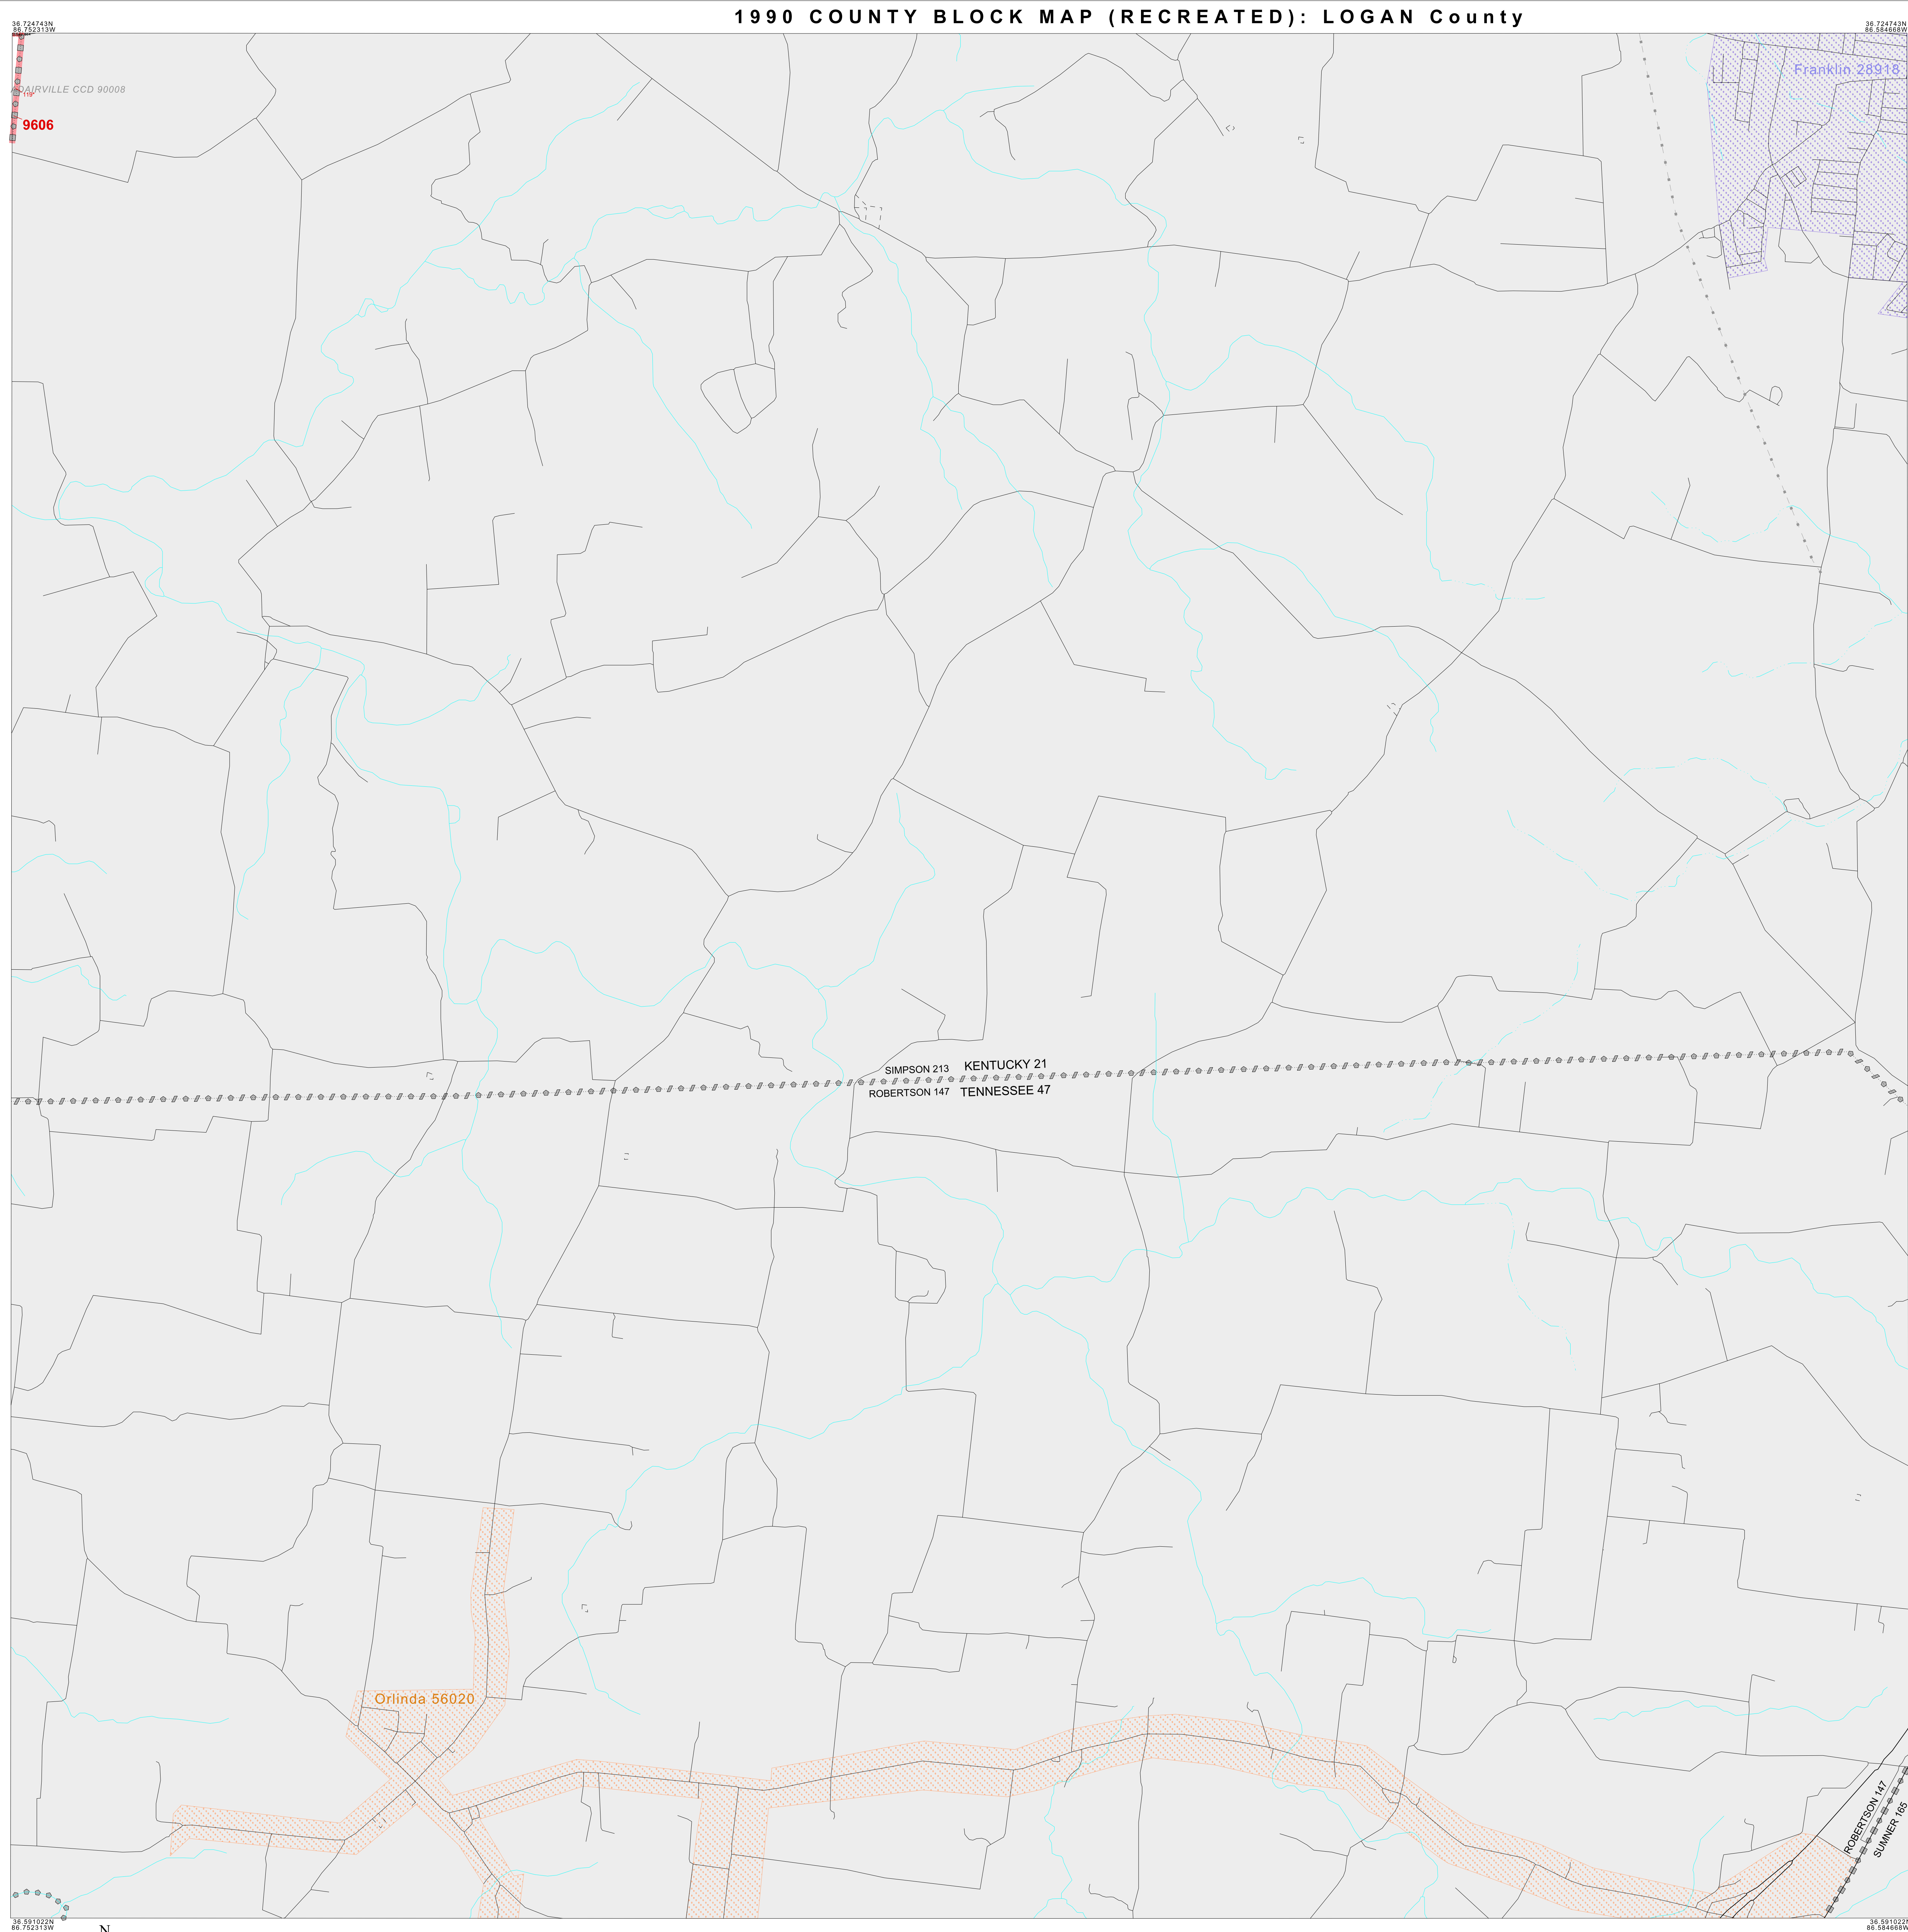 1990 COUNTY BLOCK MAP (RECREATED): LOGAN County
36.724743N
86.752313W
36.724743N
86.584668W
Franklin 28918
ADAIRVILLE CCD 90008
119
9606
SIMPSON 213 KENTUCKY 21
ROBERTSON 147 TENNESSEE 47
Orlinda 56020
ROBERTSON 147
SUMNER 165
36.591022N
86.752313W
N
36.591022N
86.584668W